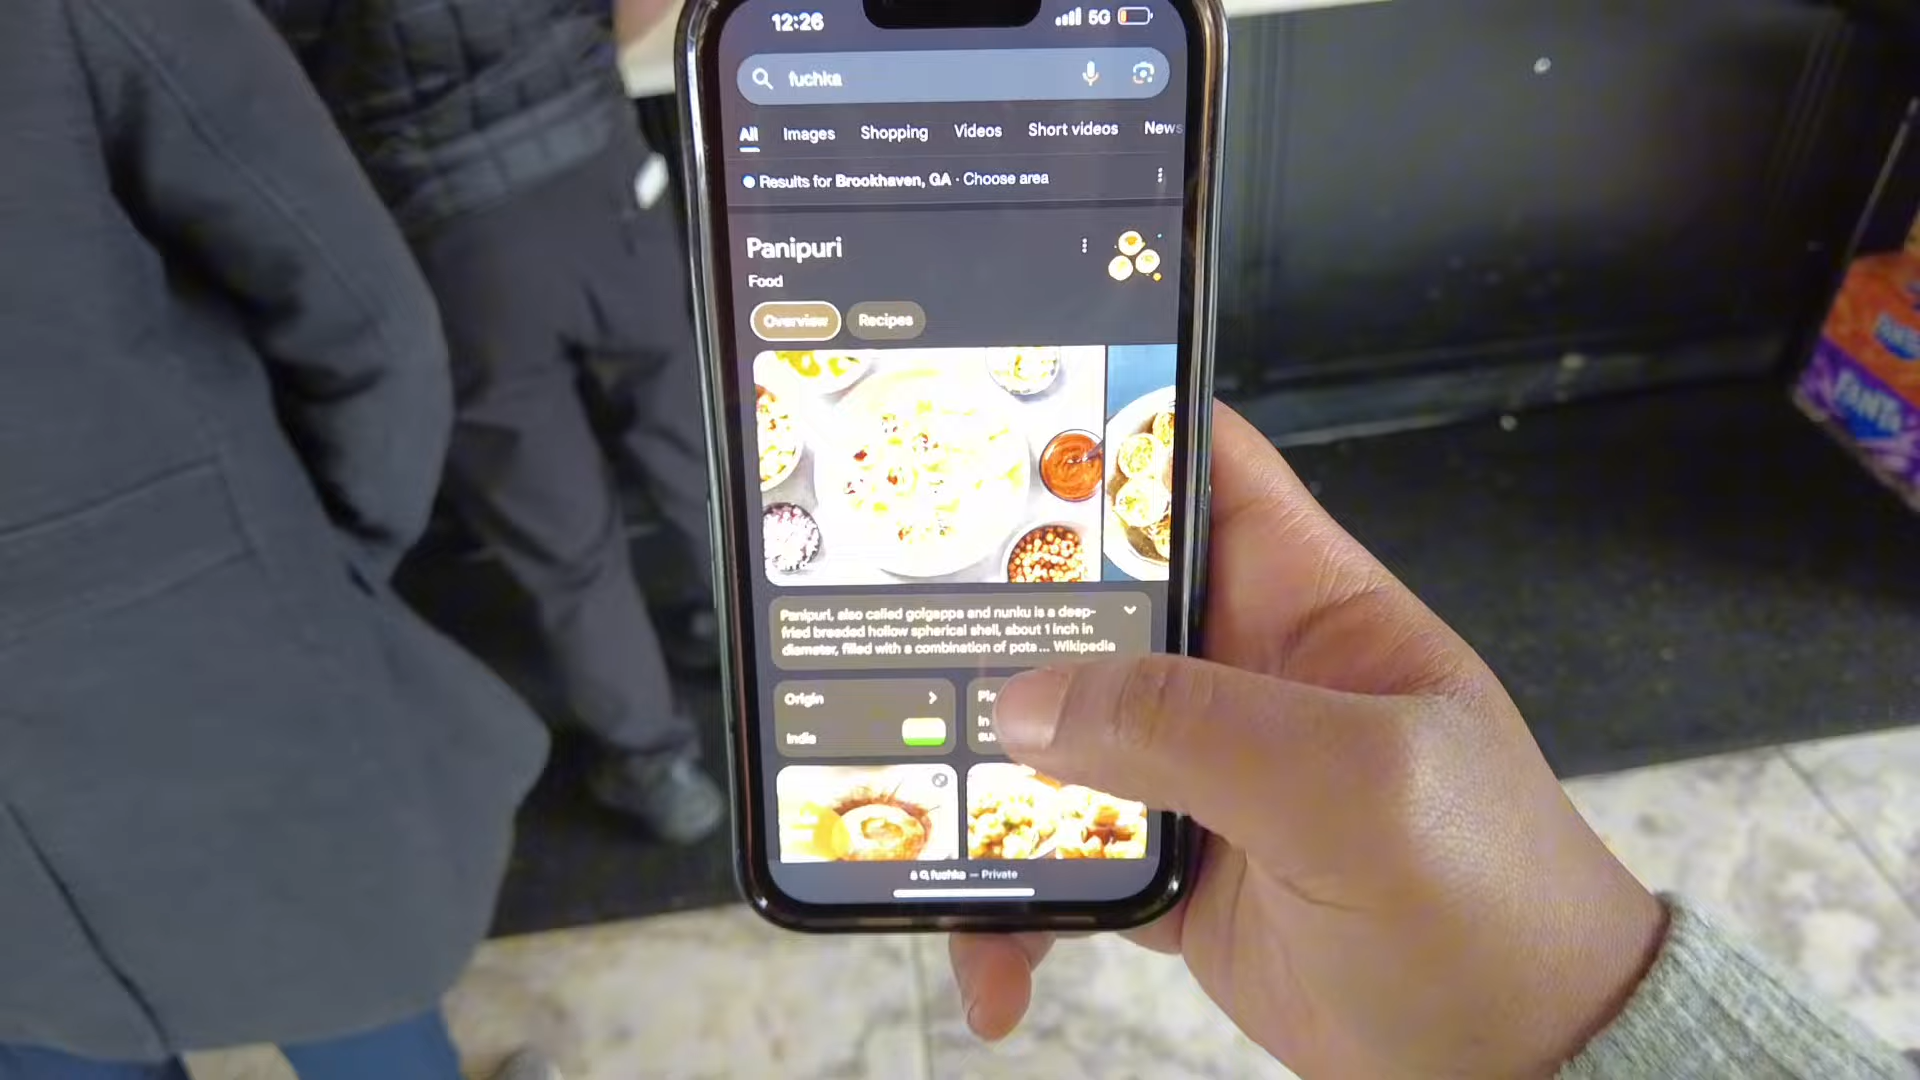 12:26 5G
fuchka
All Images Shopping Videos Short videos News
Results for Brookhaven, GA · Choose area
Panipuri
Food
Overview Recipes
Panipuri, also called golgappa and nunku is a deep-
fried breaded hollow spherical shell, about 1 inch in
diameter, filled with a combination of pota... Wikipedia
Origin
India
In
fuchka — Private
FANTA